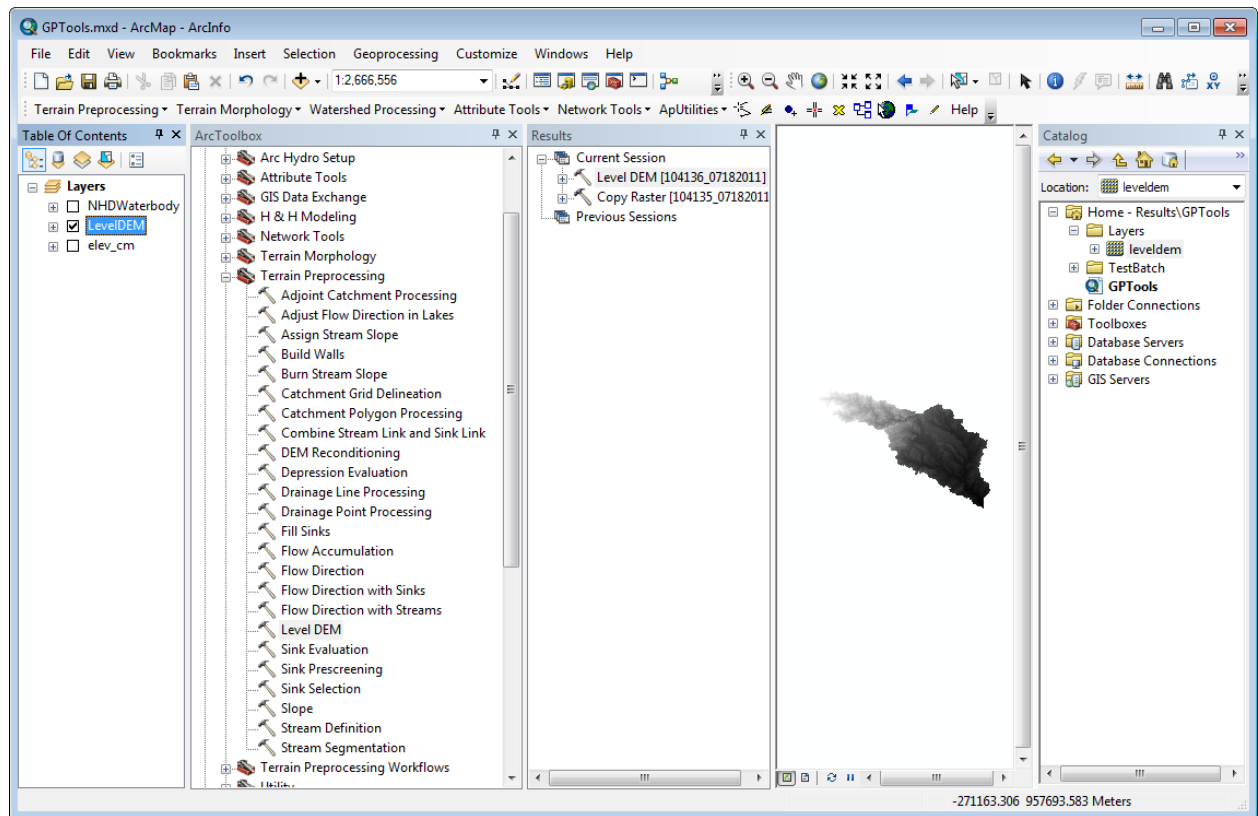 GPTools.mxd - ArcMap - ArcInfo
File Edit View Bookmarks Insert Selection Geoprocessing Customize Windows Help
1:2,666,556
Terrain Preprocessing Terrain Morphology Watershed Processing Attribute Tools Network Tools ApUtilities Help
Table Of Contents
Layers
NHDWaterbody
LevelDEM
elev_cm
ArcToolbox
Arc Hydro Setup
Attribute Tools
GIS Data Exchange
H & H Modeling
Network Tools
Terrain Morphology
Terrain Preprocessing
Adjoint Catchment Processing
Adjust Flow Direction in Lakes
Assign Stream Slope
Build Walls
Burn Stream Slope
Catchment Grid Delineation
Catchment Polygon Processing
Combine Stream Link and Sink Link
DEM Reconditioning
Depression Evaluation
Drainage Line Processing
Drainage Point Processing
Fill Sinks
Flow Accumulation
Flow Direction
Flow Direction with Sinks
Flow Direction with Streams
Level DEM
Sink Evaluation
Sink Prescreening
Sink Selection
Slope
Stream Definition
Stream Segmentation
Terrain Preprocessing Workflows
Utility
Results
Current Session
Level DEM [104136_07182011]
Copy Raster [104135_07182011
Previous Sessions
Catalog
Location: leveldem
Home - Results\GPTools
Layers
leveldem
TestBatch
GPTools
Folder Connections
Toolboxes
Database Servers
Database Connections
GIS Servers
-271163.306 957693.583 Meters